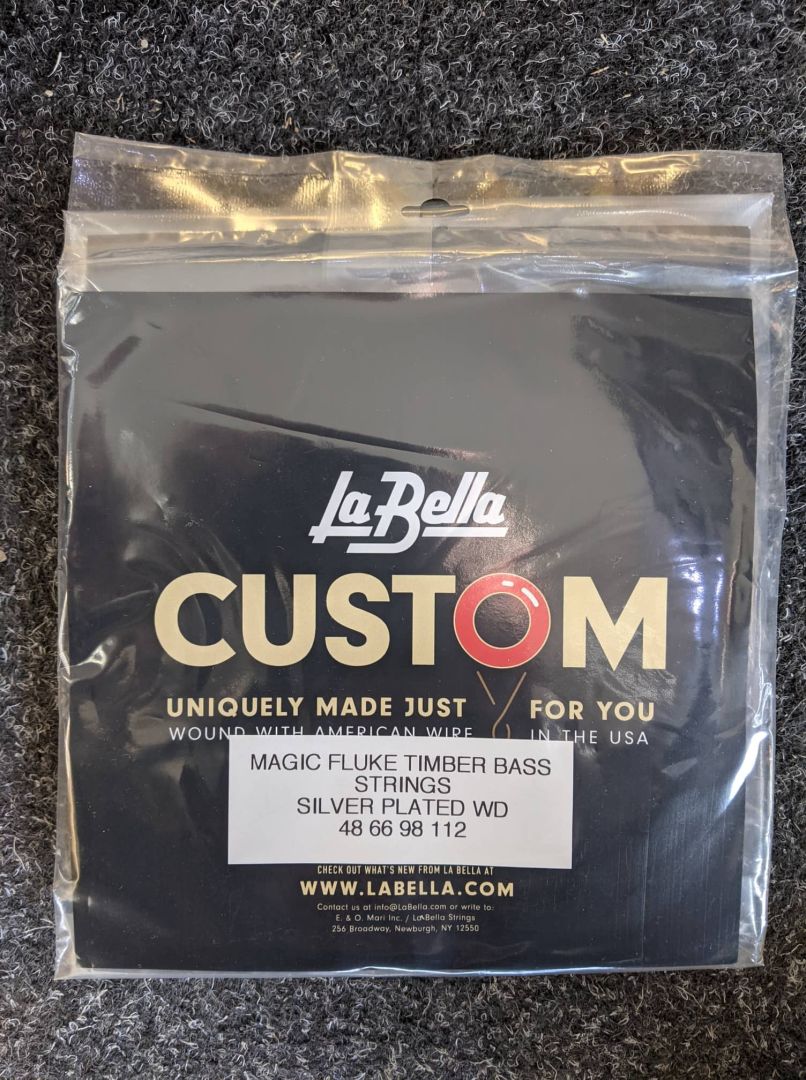 La Bella
CUSTOM
UNIQUELY MADE JUST FOR YOU
WOUND WITH AMERICAN WIRE IN THE USA
MAGIC FLUKE TIMBER BASS
STRINGS
SILVER PLATED WD
48 66 98 112
CHECK OUT WHAT'S NEW FROM LA BELLA AT
WWW.LABELLA.COM
Contact us at info@LaBella.com or write to:
E. & O. Mari Inc. / LaBella Strings
256 Broadway, Newburgh, NY 12550